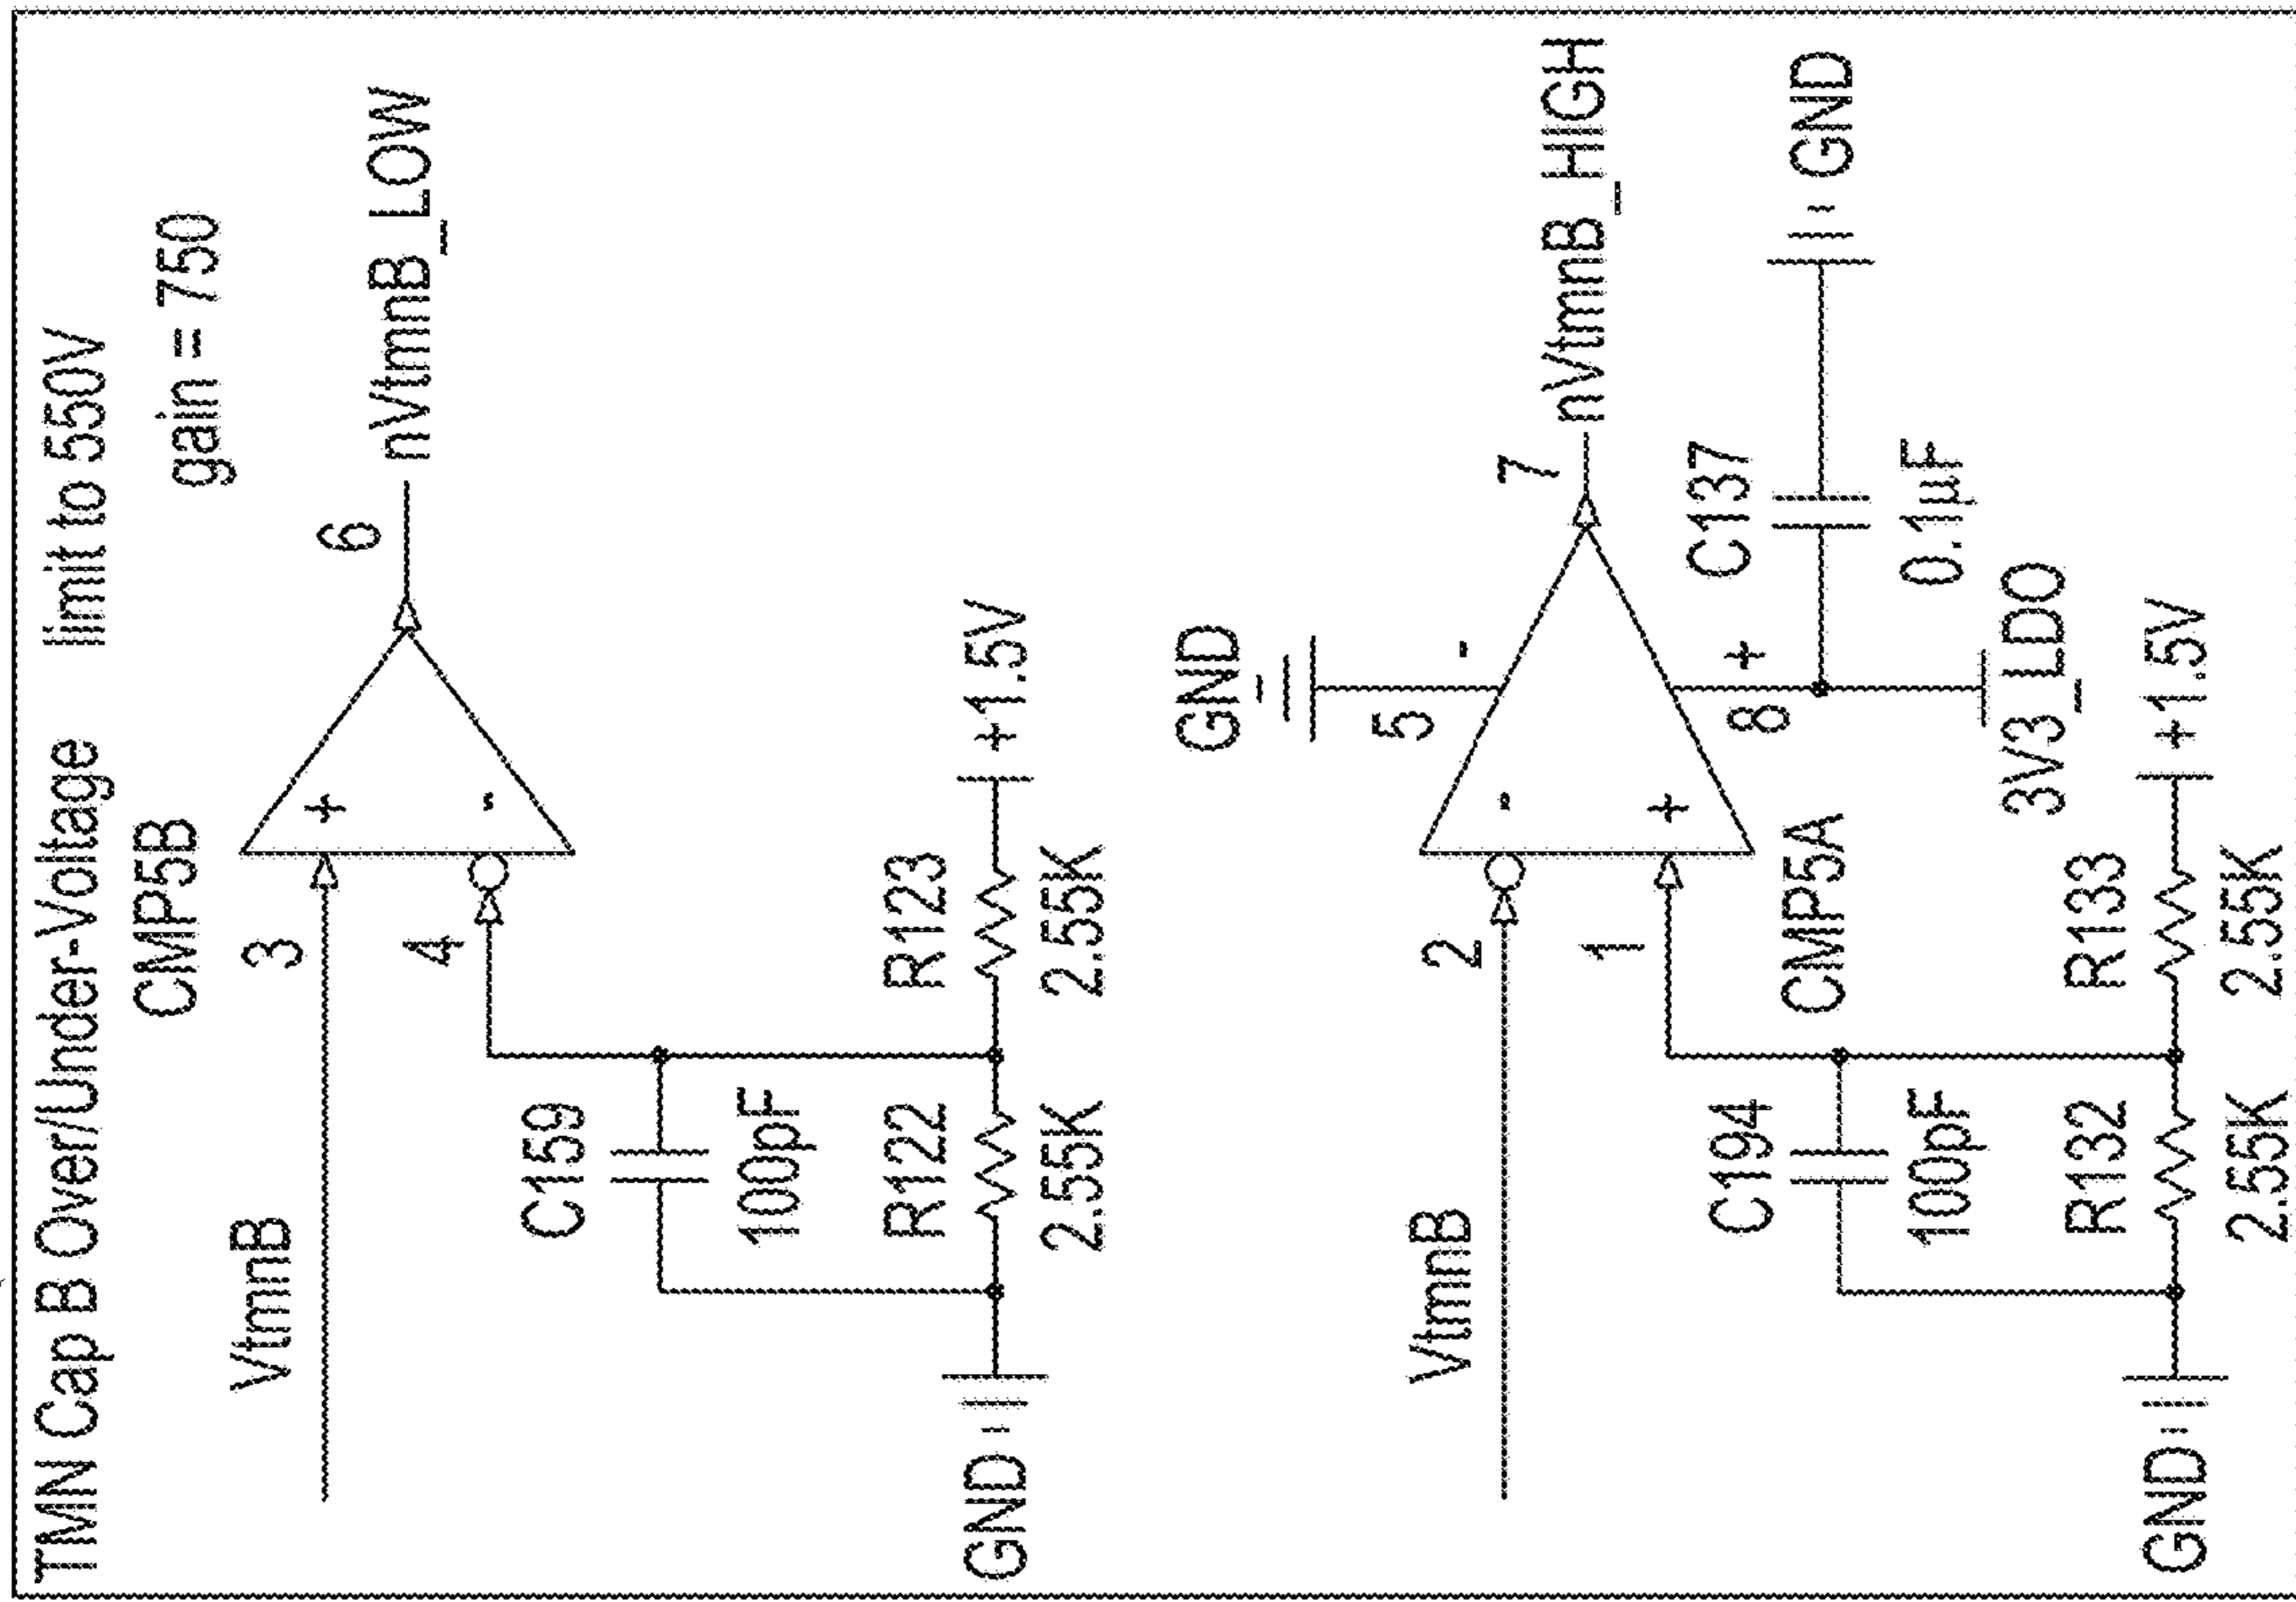 TMN Cap B Over/Under-Voltage limit to 550V
gain = 750
CMP5B
VtmnB
3
6
nVtmnB_LOW
4
C159
100pF
R122
R123
2.55K
2.55K
GND
+1.5V
GND
5
-
VtmnB
2
7
nVtmnB_HIGH
1
8
+
CMP5A
C137
0.1µF
GND
3V3_LDO
C194
100pF
R132
R133
2.55K
2.55K
GND
+1.5V
+
-
-
+